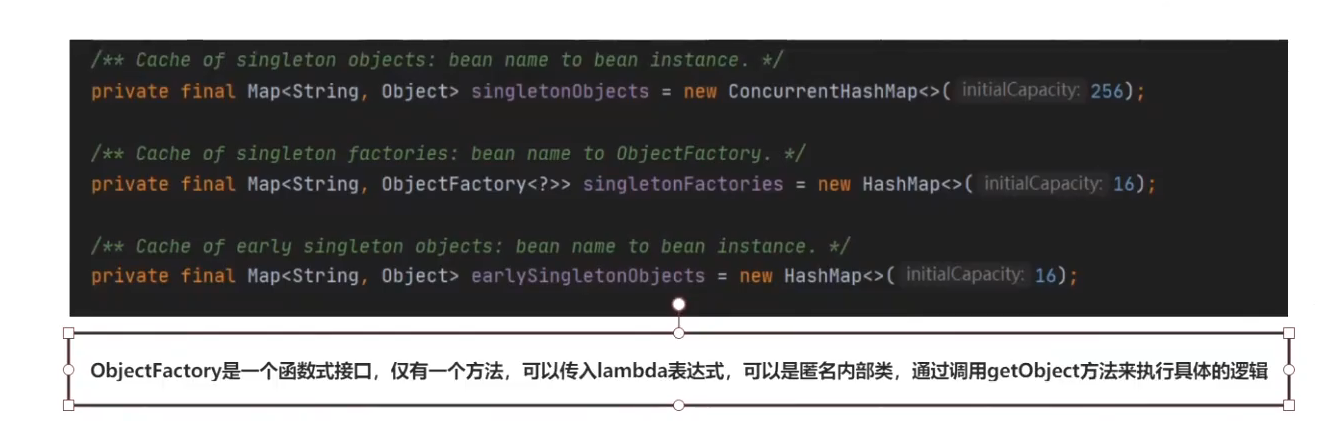 /** Cache of singleton objects: bean name to bean instance. */
private final Map<String, Object> singletonObjects = new ConcurrentHashMap<>( initialCapacity: 256);
/** Cache of singleton factories: bean name to ObjectFactory. */
private final Map<String, ObjectFactory<?>> singletonFactories = new HashMap<>( initialCapacity: 16);
/** Cache of early singleton objects: bean name to bean instance. */
private final Map<String, Object> earlySingletonObjects = new HashMap<>( initialCapacity: 16);
ObjectFactory是一个函数式接口，仅有一个方法，可以传入lambda表达式，可以是匿名内部类，通过调用getObject方法来执行具体的逻辑